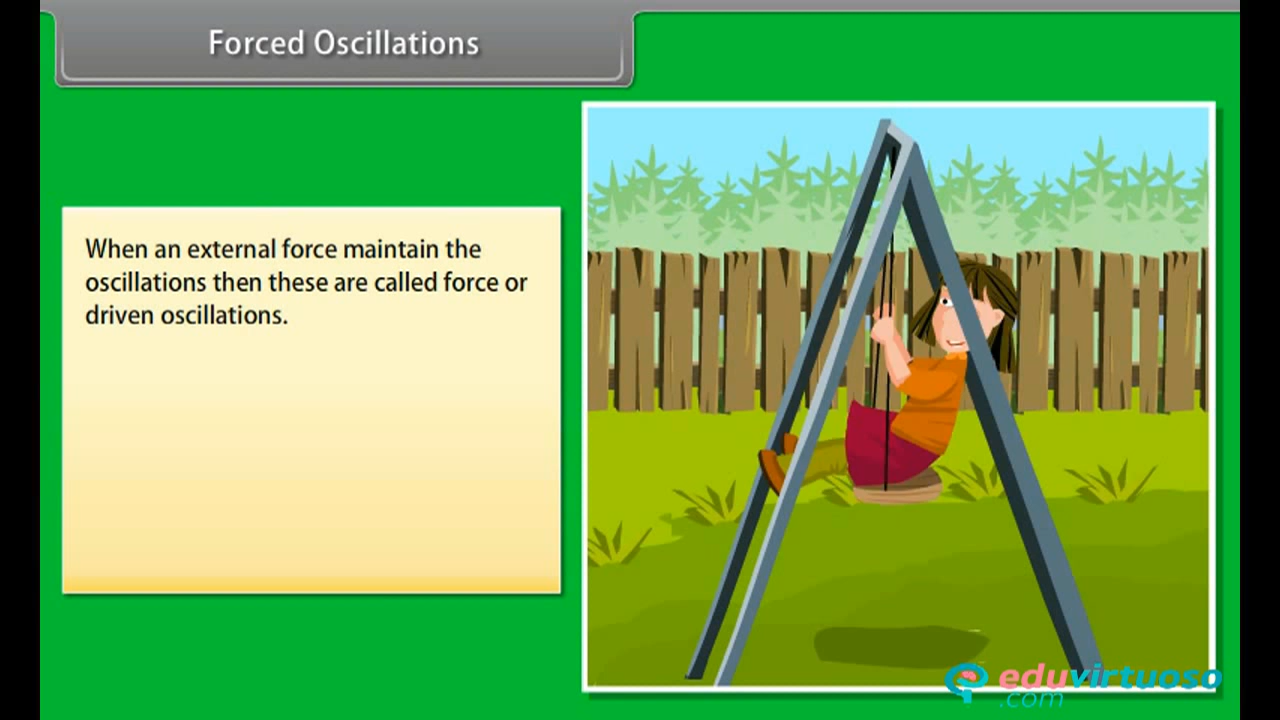 Forced Oscillations
When an external force maintain the
oscillations then these are called force or
driven oscillations.
eduvirtuoso
.com